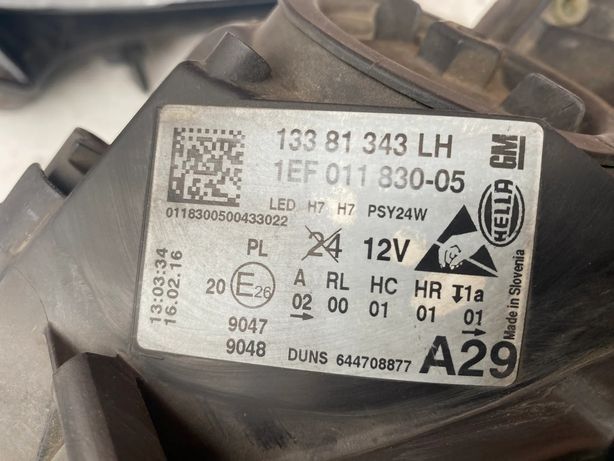 13 81 343 LH
1EF 011 830-05
GM
HELLA
LED H7 H7 PSY24W
0118300500433022
PL 24 12V
20 E26 A RL HC HR T1a
02 00 01 01 01
9047
9048 DUNS 644708877 A29
13:03:34
16.02.16
Made in Slovenia